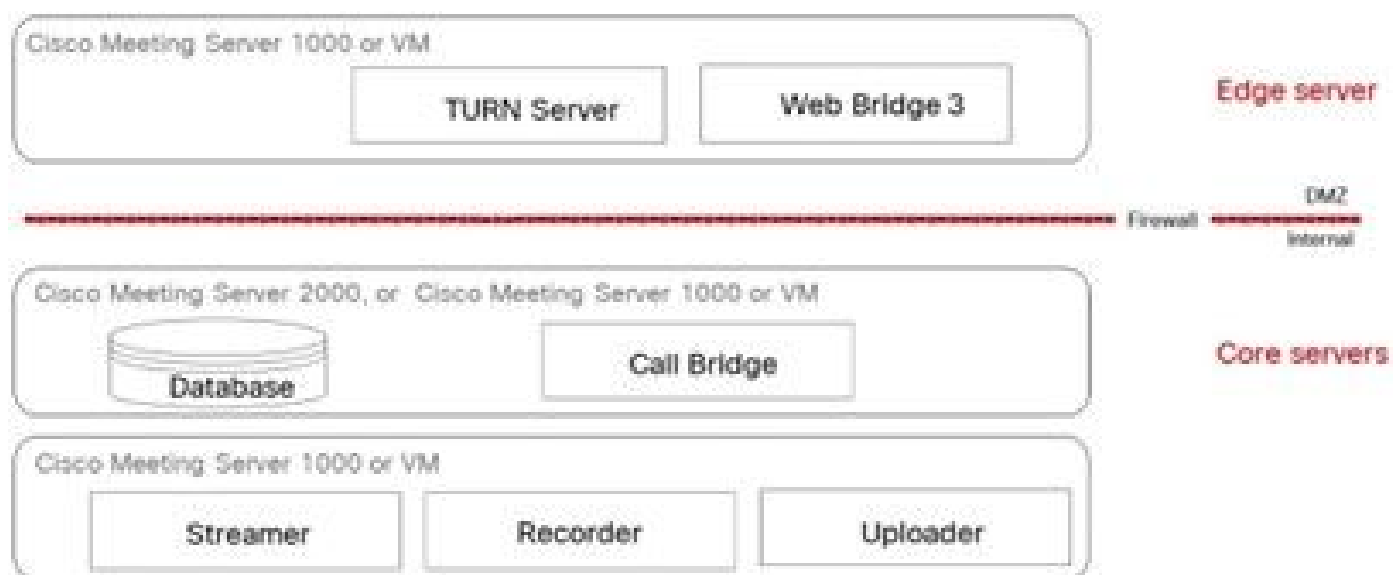 Cisco Meeting Server 1000 or VM
TURN Server
Web Bridge 3
Edge server
DMZ
Firewall
Internal
Cisco Meeting Server 2000, or Cisco Meeting Server 1000 or VM
Database
Call Bridge
Core servers
Cisco Meeting Server 1000 or VM
Streamer
Recorder
Uploader